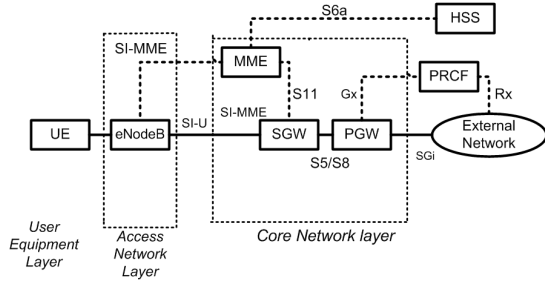 S6a
HSS
SI-MME
MME
PRCF
S11
Gx
Rx
SI-MME
SI-U
UE
eNodeB
SGW
PGW
External
Network
S5/S8
SGi
User
Equipment
Layer
Access
Network
Layer
Core Network layer